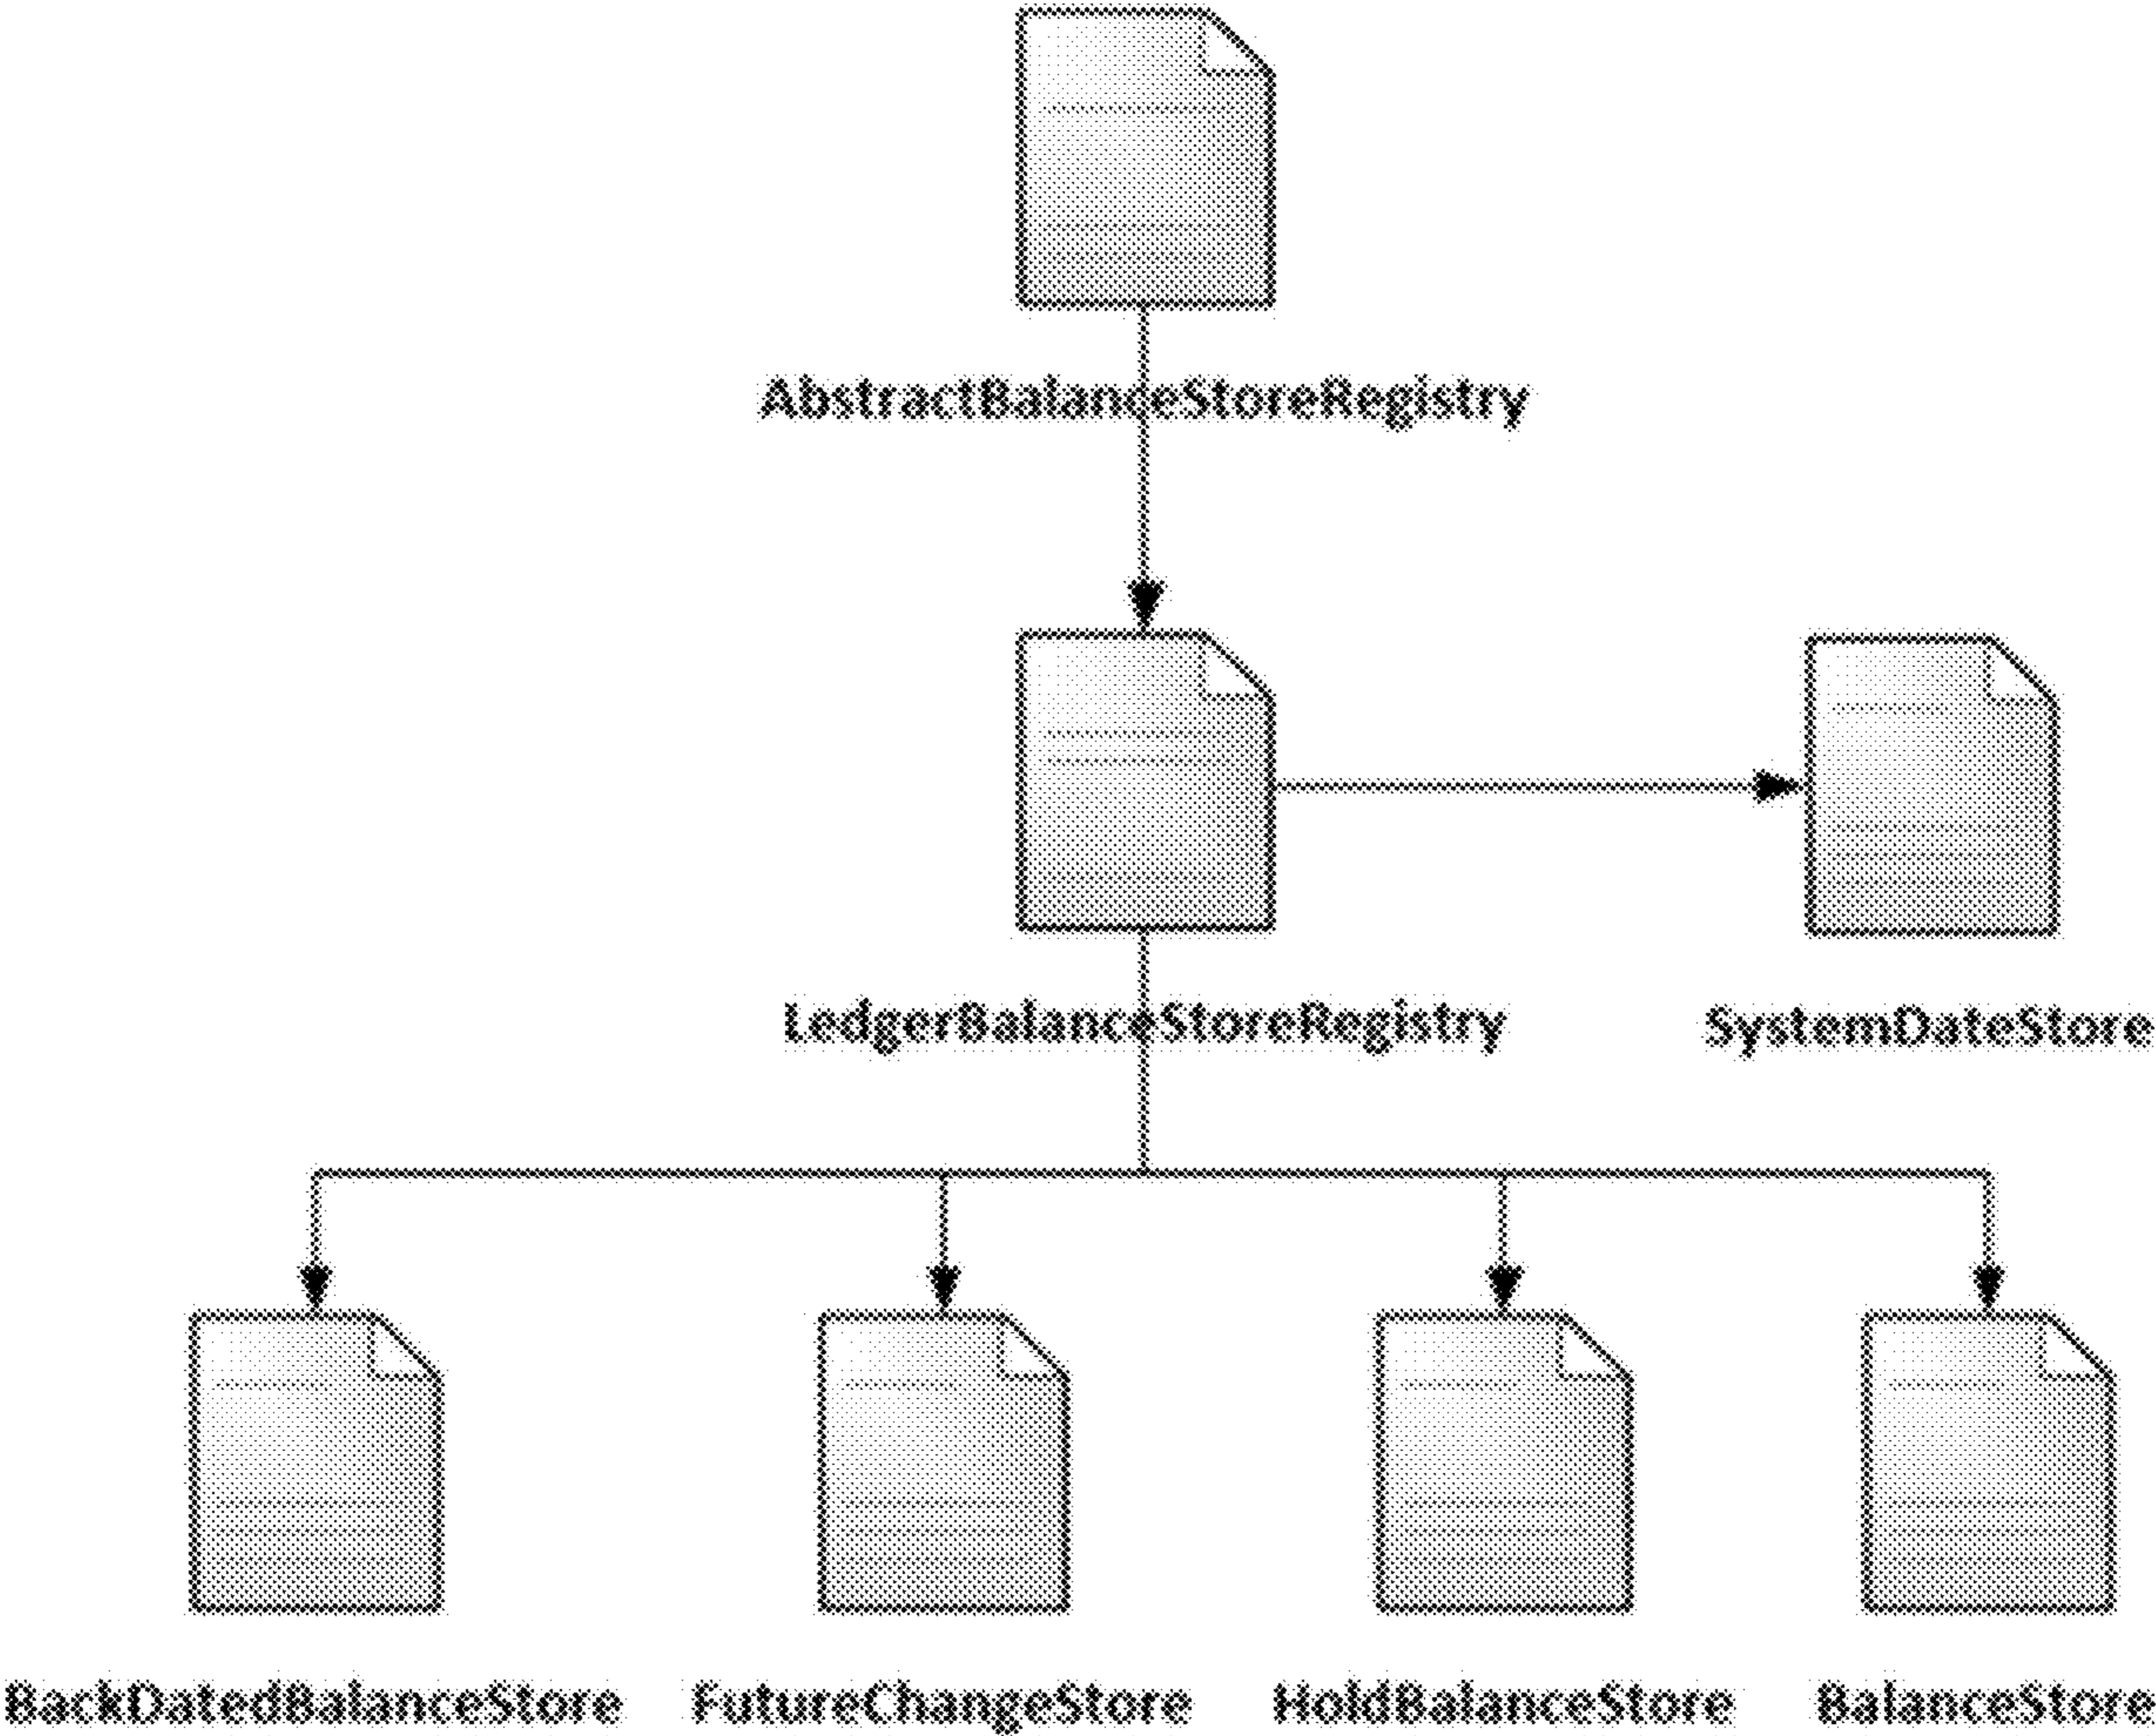 AbstractBalanceStoreRegistry
LedgerBalanceStoreRegistry
SystemDateStore
BackDatedBalanceStore
FutureChangeStore
HoldBalanceStore
BalanceStore